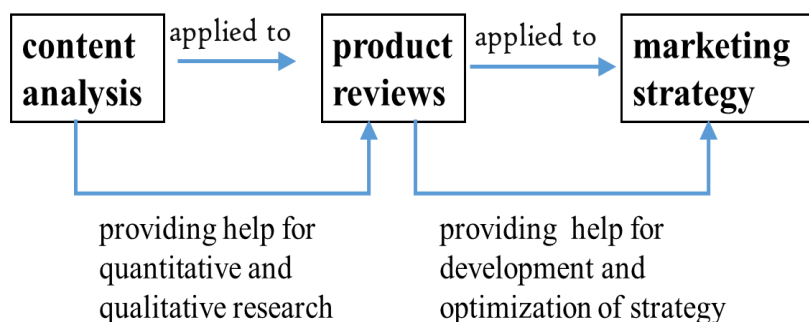 content
analysis
applied to
product
reviews
applied to
marketing
strategy
providing help for
quantitative and
qualitative research
providing help for
development and
optimization of strategy